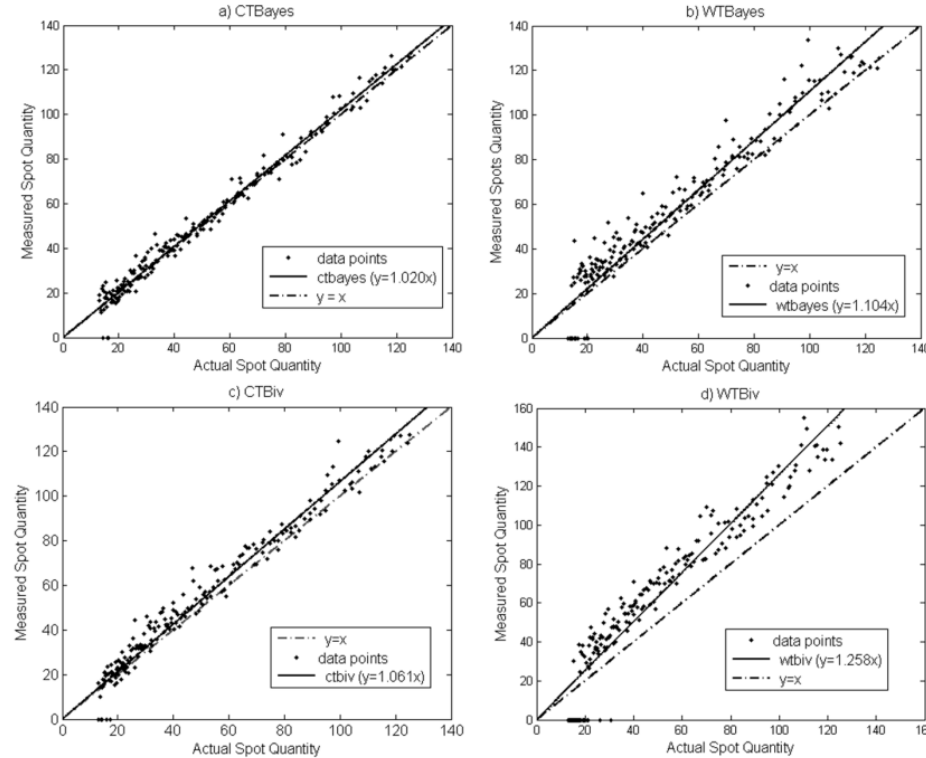 a) CTBayes
140
120
100
80
60
40
20
0
Measured Spot Quantity
data points
ctbayes (y=1.020x)
y = x
0 20 40 60 80 100 120 140
Actual Spot Quantity
b) WTBayes
140
120
100
80
60
40
20
0
Measured Spots Quantity
y=x
data points
wtbayes (y=1.104x)
0 20 40 60 80 100 120 140
Actual Spot Quantity
c) CTBiv
140
120
100
80
60
40
20
0
Measured Spot Quantity
y=x
data points
ctbiv (y=1.061x)
0 20 40 60 80 100 120 140
Actual Spot Quantity
d) WTBiv
160
140
120
100
80
60
40
20
0
Measured Spot Quantity
data points
wtbiv (y=1.258x)
y=x
0 20 40 60 80 100 120 140 160
Actual Spot Quantity